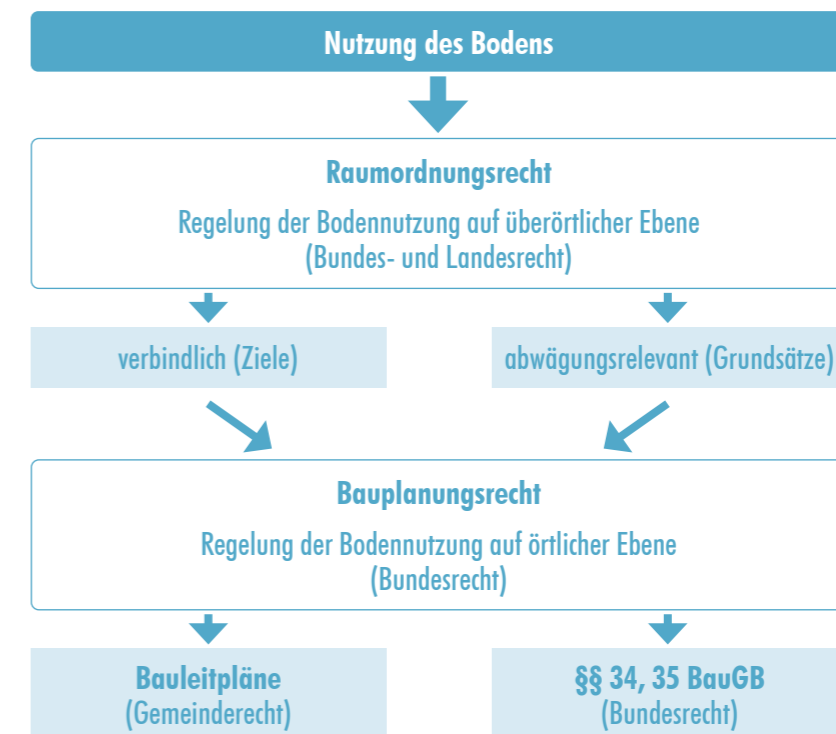 Nutzung des Bodens
Raumordnungsrecht
Regelung der Bodennutzung auf überörtlicher Ebene
(Bundes- und Landesrecht)
verbindlich (Ziele)
abwägungsrelevant (Grundsätze)
Bauplanungsrecht
Regelung der Bodennutzung auf örtlicher Ebene
(Bundesrecht)
Bauleitpläne
(Gemeinderecht)
§§ 34, 35 BauGB
(Bundesrecht)